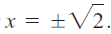 x = ±√2.